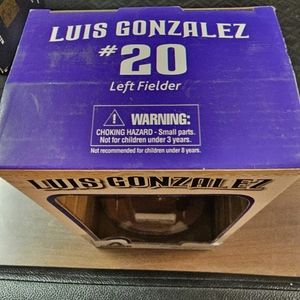 LUIS GONZALEZ
#20
Left Fielder
WARNING:
CHOKING HAZARD - Small parts.
Not for children under 3 years.
Not recommended for children under 8 years.
LUIS GONZALEZ